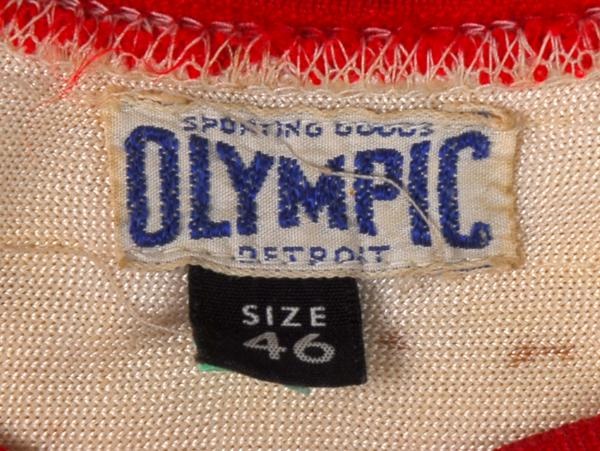 SPORTING GOODS
OLYMPIC
DETROIT
SIZE
46